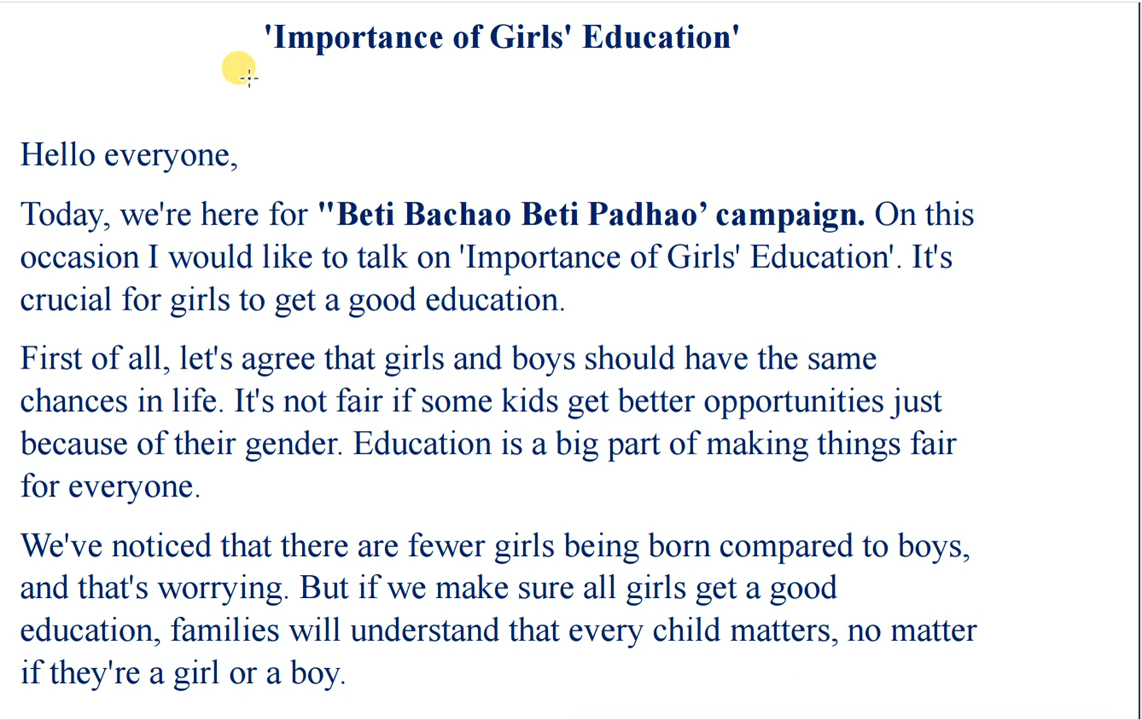 'Importance of Girls' Education'
Hello everyone,
Today, we're here for "Beti Bachao Beti Padhao’ campaign. On this
occasion I would like to talk on 'Importance of Girls' Education'. It's
crucial for girls to get a good education.
First of all, let's agree that girls and boys should have the same
chances in life. It's not fair if some kids get better opportunities just
because of their gender. Education is a big part of making things fair
for everyone.
We've noticed that there are fewer girls being born compared to boys,
and that's worrying. But if we make sure all girls get a good
education, families will understand that every child matters, no matter
if they're a girl or a boy.